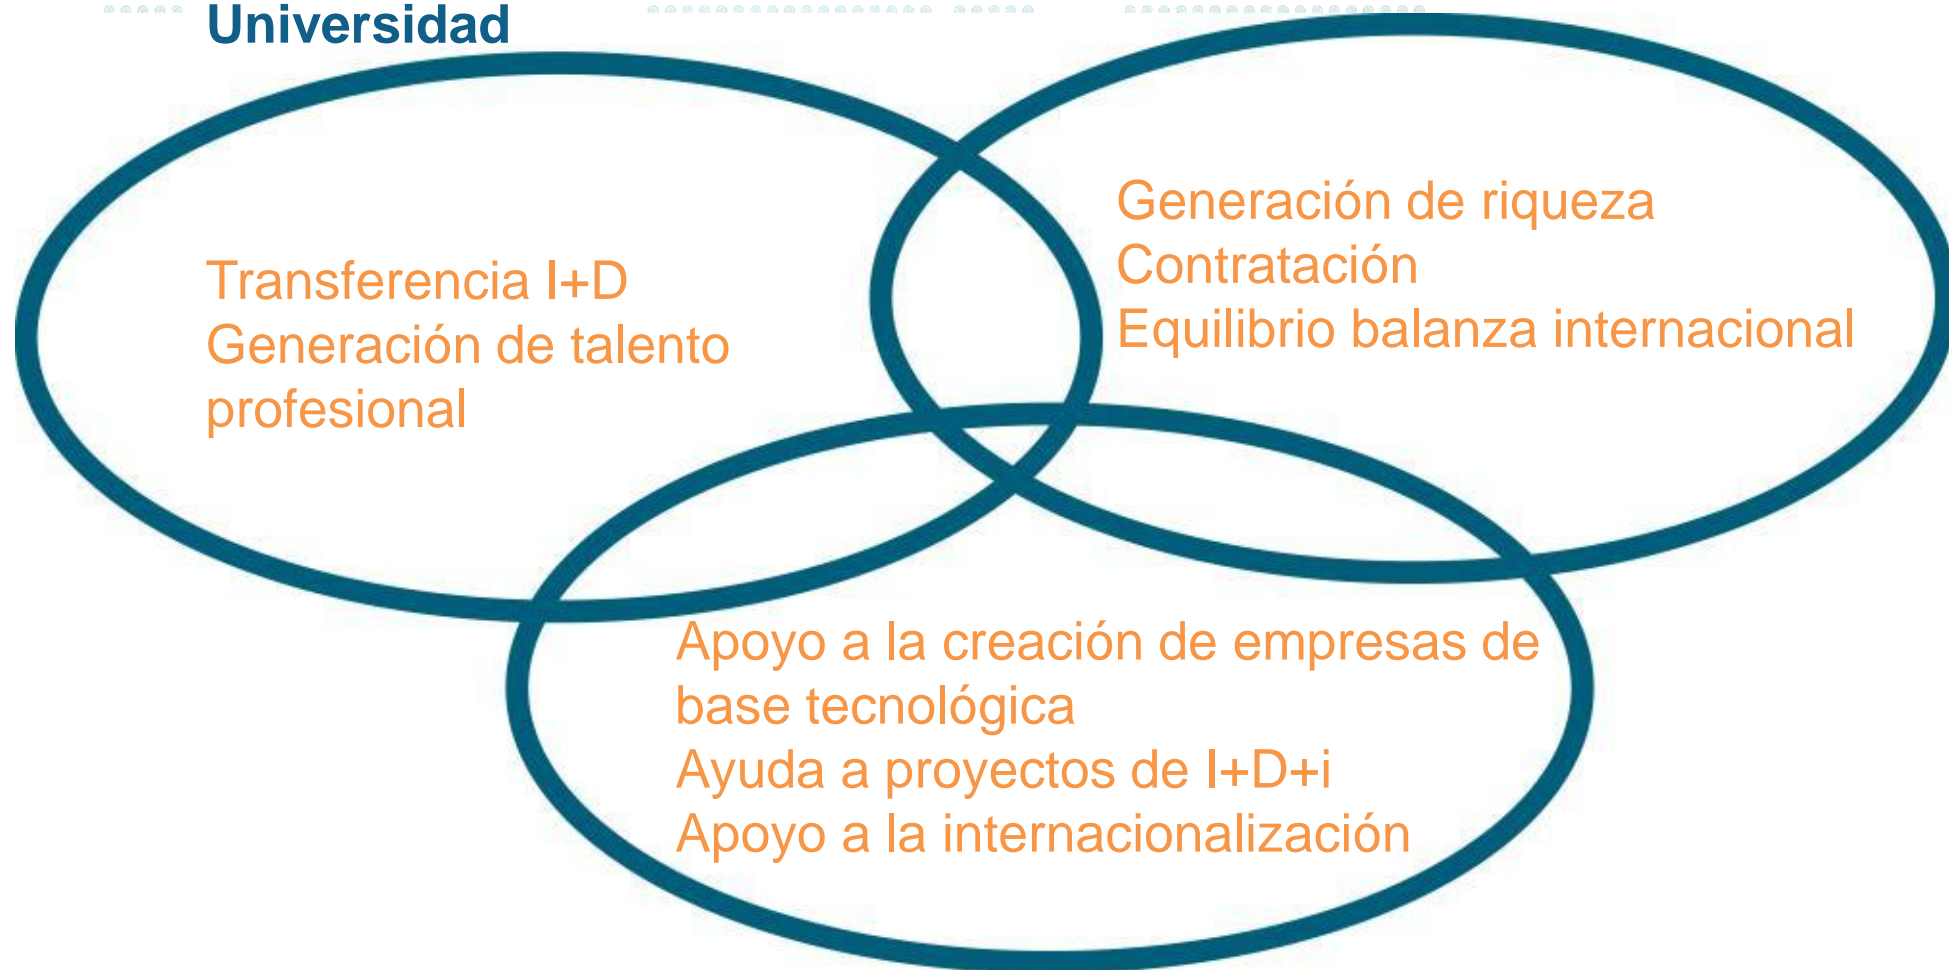 Universidad
Transferencia I+D
Generación de talento
profesional
Generación de riqueza
Contratación
Equilibrio balanza internacional
Apoyo a la creación de empresas de
base tecnológica
Ayuda a proyectos de I+D+i
Apoyo a la internacionalización